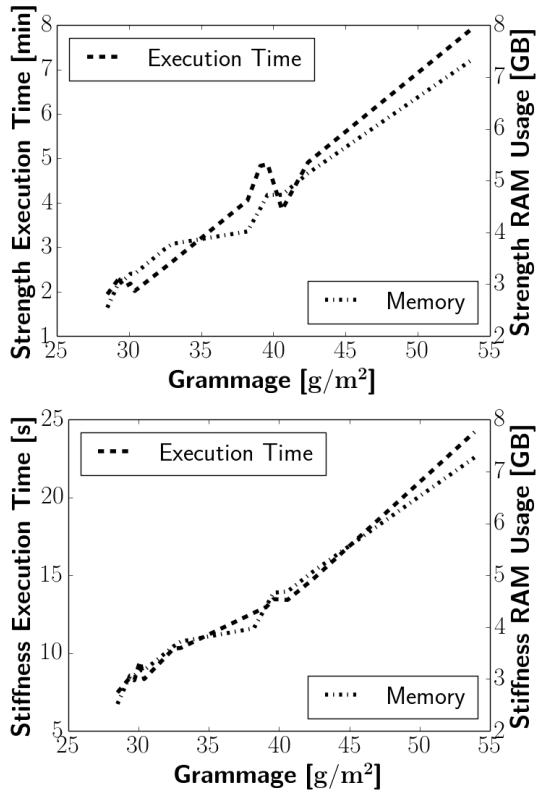 Strength Execution Time [min]
8
7
6
5
4
3
2
1
Execution Time
Memory
8
7
6
5
4
3
2
Strength RAM Usage [GB]
25 30 35 40 45 50 55
Grammage [g/m²]
Stiffness Execution Time [s]
25
20
15
10
5
Execution Time
Memory
8
7
6
5
4
3
2
Stiffness RAM Usage [GB]
25 30 35 40 45 50 55
Grammage [g/m²]